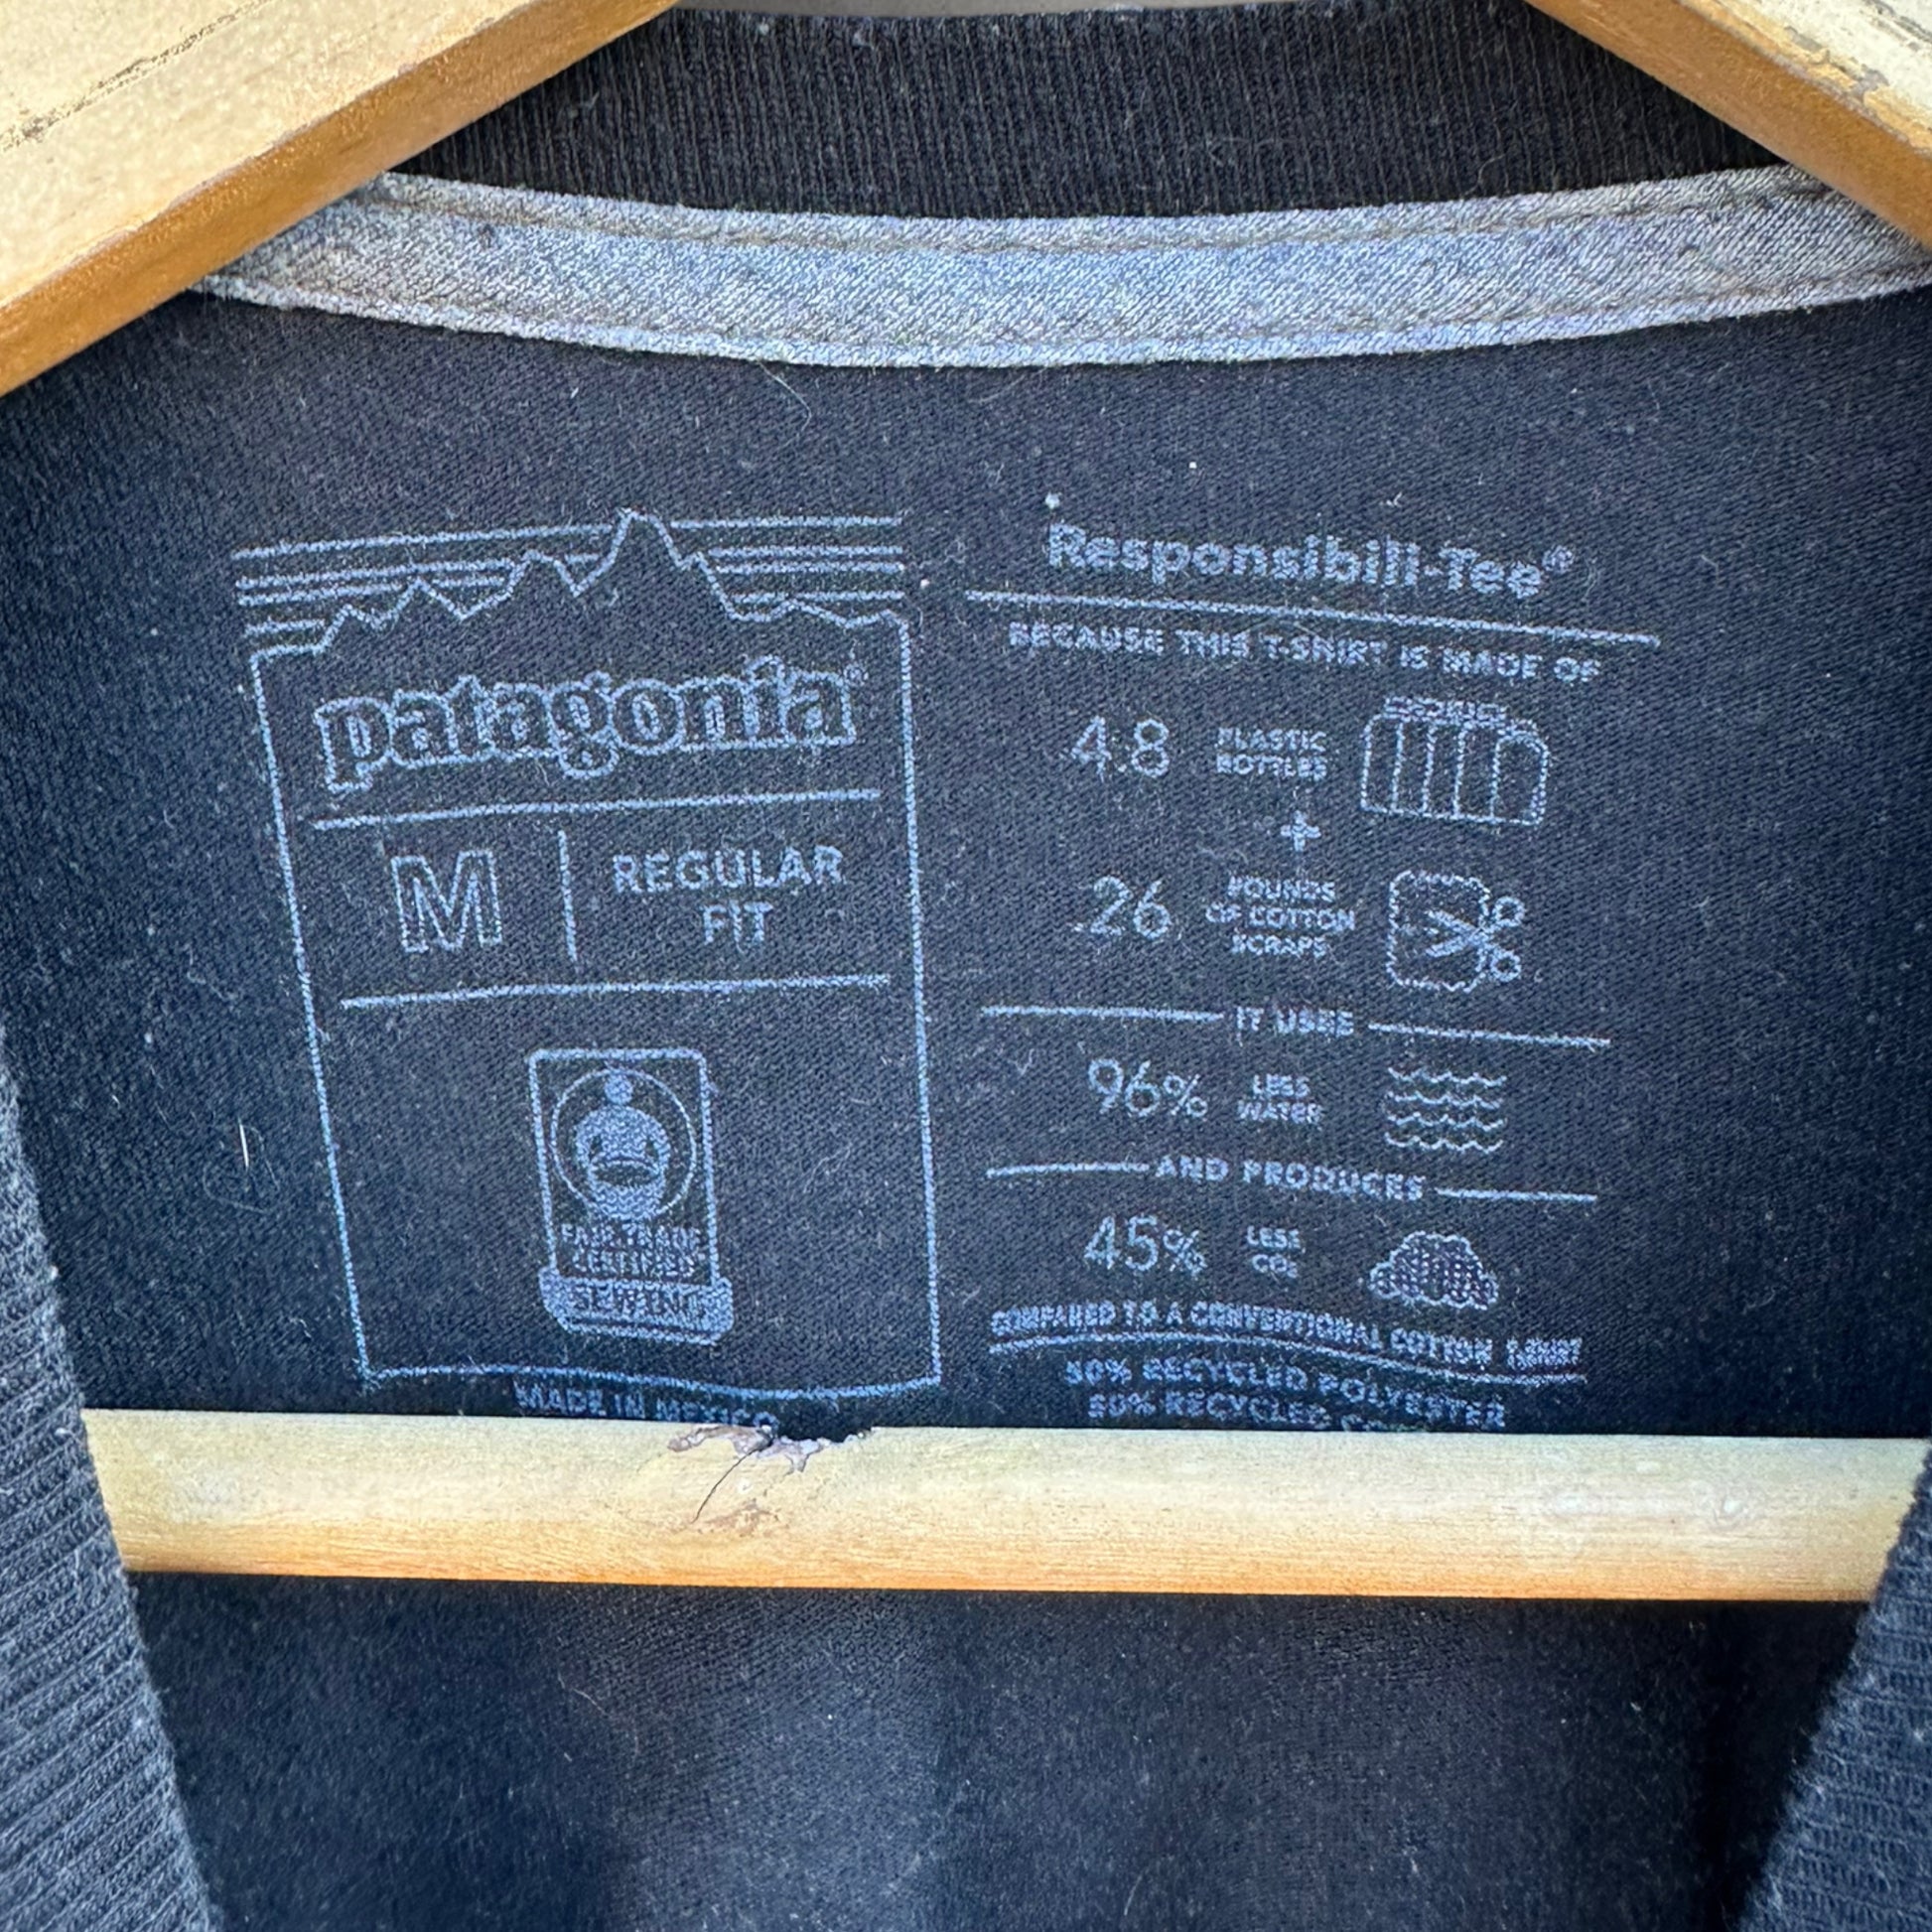 patagonia®
M
REGULAR
FIT
FAIR TRADE
CERTIFIED
SEWING
MADE IN MEXICO
Responsibili-Tee®
BECAUSE THIS T-SHIRT IS MADE OF
4.8
PLASTIC
BOTTLES
+
.26
POUNDS
OF COTTON
SCRAPS
IT USES
96%
LESS
WATER
AND PRODUCES
45%
LESS
CO2
COMPARED TO A CONVENTIONAL COTTON T-SHIRT
50% RECYCLED POLYESTER
50% RECYCLED